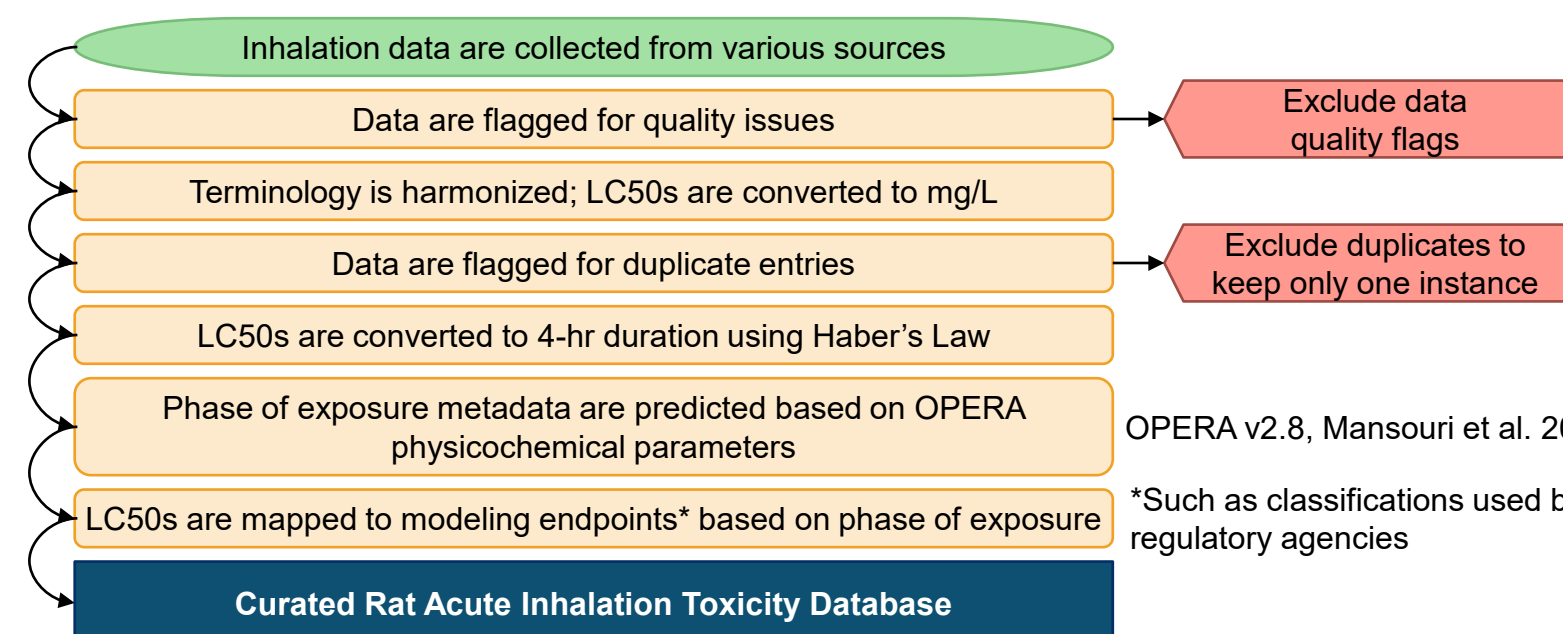 Inhalation data are collected from various sources
Data are flagged for quality issues
Exclude data
quality flags
Terminology is harmonized; LC50s are converted to mg/L
Data are flagged for duplicate entries
Exclude duplicates to
keep only one instance
LC50s are converted to 4-hr duration using Haber’s Law
Phase of exposure metadata are predicted based on OPERA
physicochemical parameters
OPERA v2.8, Mansouri et al.
LC50s are mapped to modeling endpoints* based on phase of exposure
*Such as classifications used
regulatory agencies
Curated Rat Acute Inhalation Toxicity Database